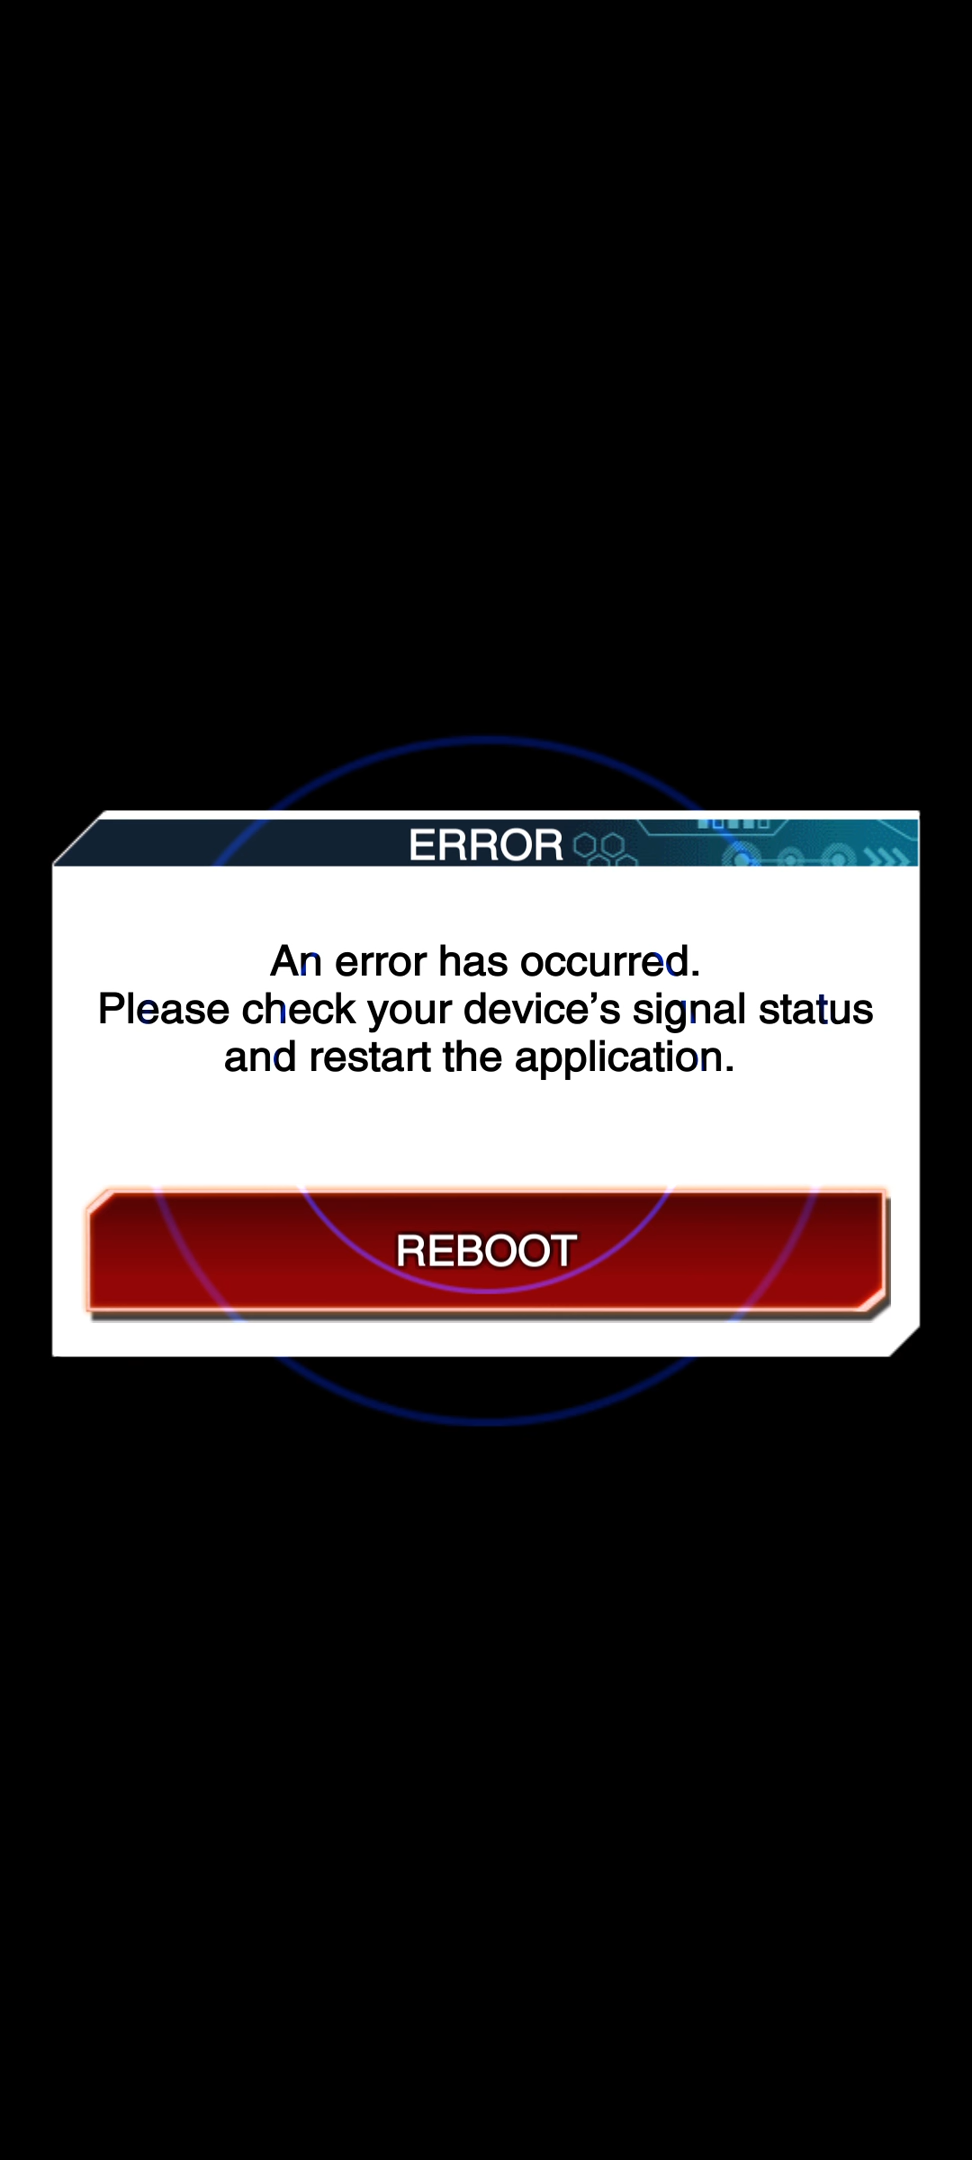 ERROR
An error has occurred.
Please check your device’s signal status
and restart the application.
REBOOT